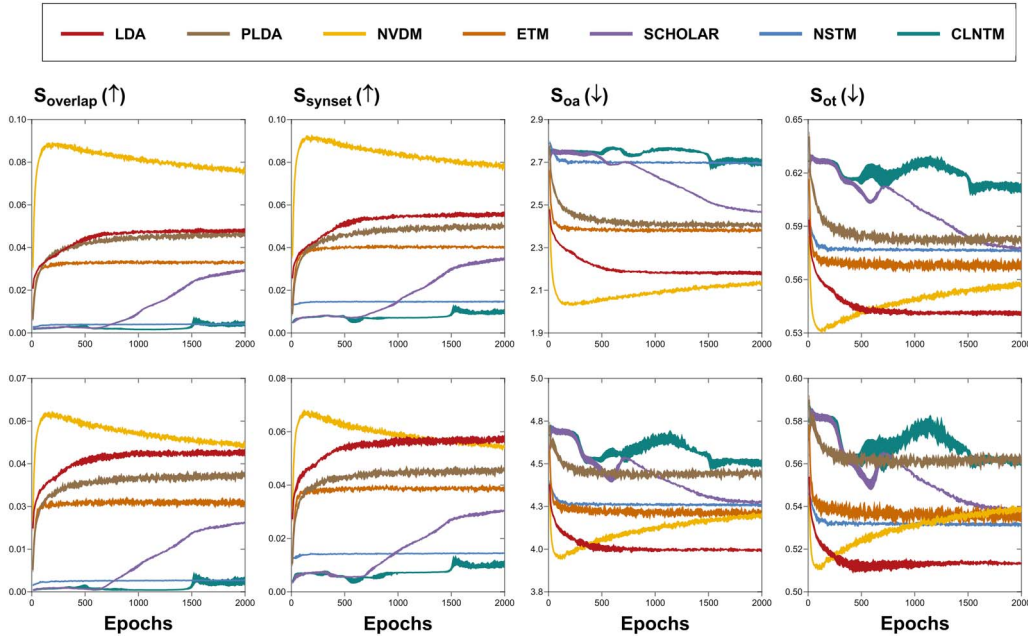 LDA PLDA NVDM ETM SCHOLAR NSTM CLNTM
S_overlap (↑) S_synset (↑) S_oa (↓) S_ot (↓)
0.10 0.10 2.9 0.65
0.08 0.08 2.7 0.62
0.06 0.06 2.5 0.59
0.04 0.04 2.3 0.56
0.02 0.02 2.1 0.53
0.00 0.00 1.9 0.50
0 500 1000 1500 2000 0 500 1000 1500 2000 0 500 1000 1500 2000 0 500 1000 1500 2000
0.07 0.08 5.0 0.60
0.06 0.06 4.8 0.58
0.04 0.04 4.5 0.56
0.03 0.02 4.3 0.54
0.01 0.00 4.0 0.51
0.00 3.8 0.50
0 500 1000 1500 2000 0 500 1000 1500 2000 0 500 1000 1500 2000 0 500 1000 1500 2000
Epochs Epochs Epochs Epochs